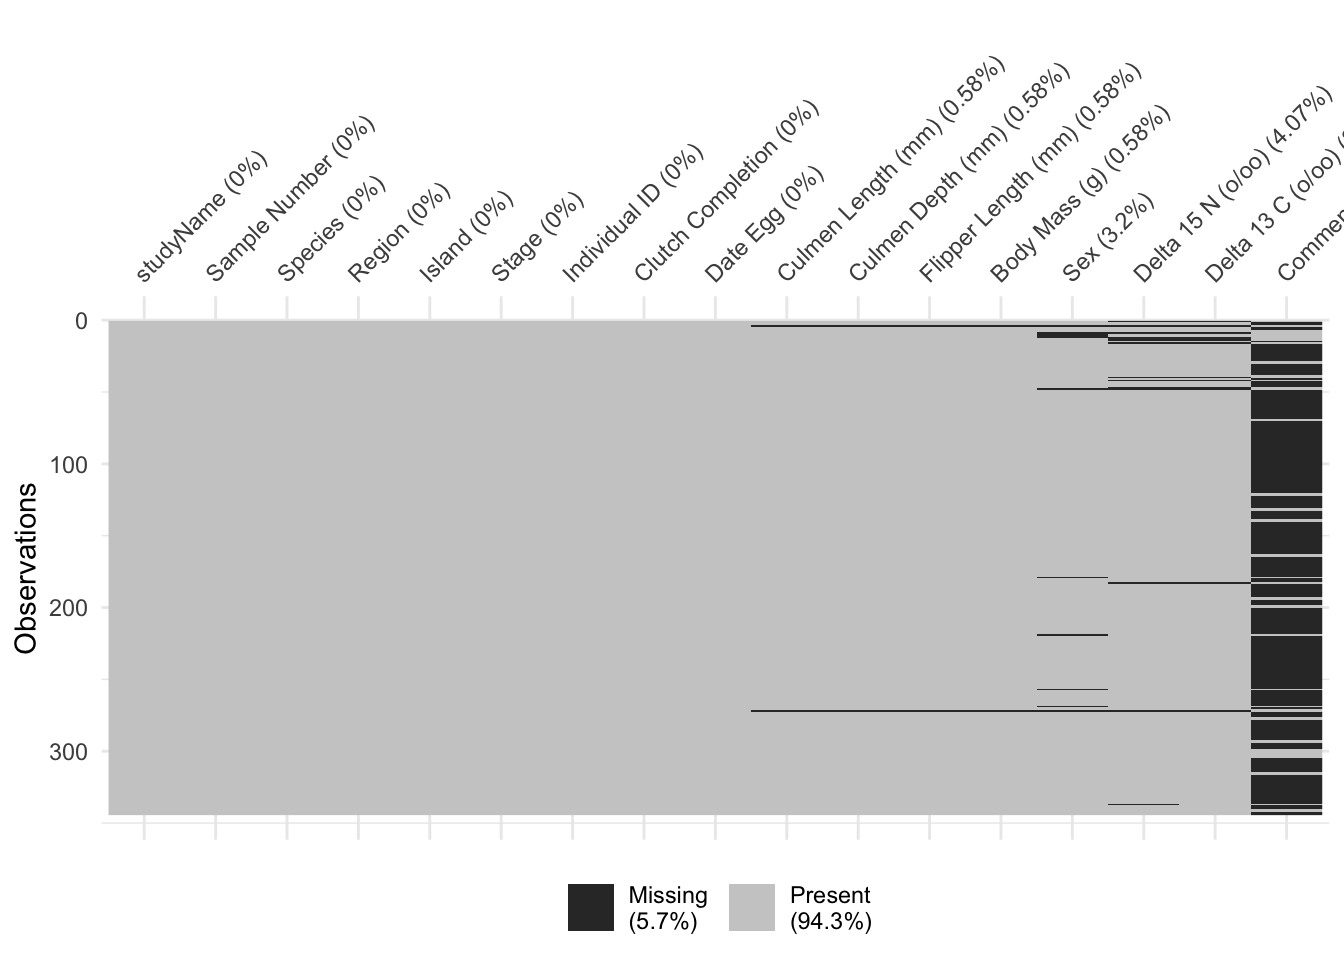 studyName (0%)
Sample Number (0%)
Species (0%)
Region (0%)
Island (0%)
Stage (0%)
Individual ID (0%)
Clutch Completion (0%)
Date Egg (0%)
Culmen Length (mm) (0.58%)
Culmen Depth (mm) (0.58%)
Flipper Length (mm) (0.58%)
Body Mass (g) (0.58%)
Sex (3.2%)
Delta 15 N (o/oo) (4.07%)
Delta 13 C (o/oo)
0
100
200
300
Observations
Missing
(5.7%)
Present
(94.3%)